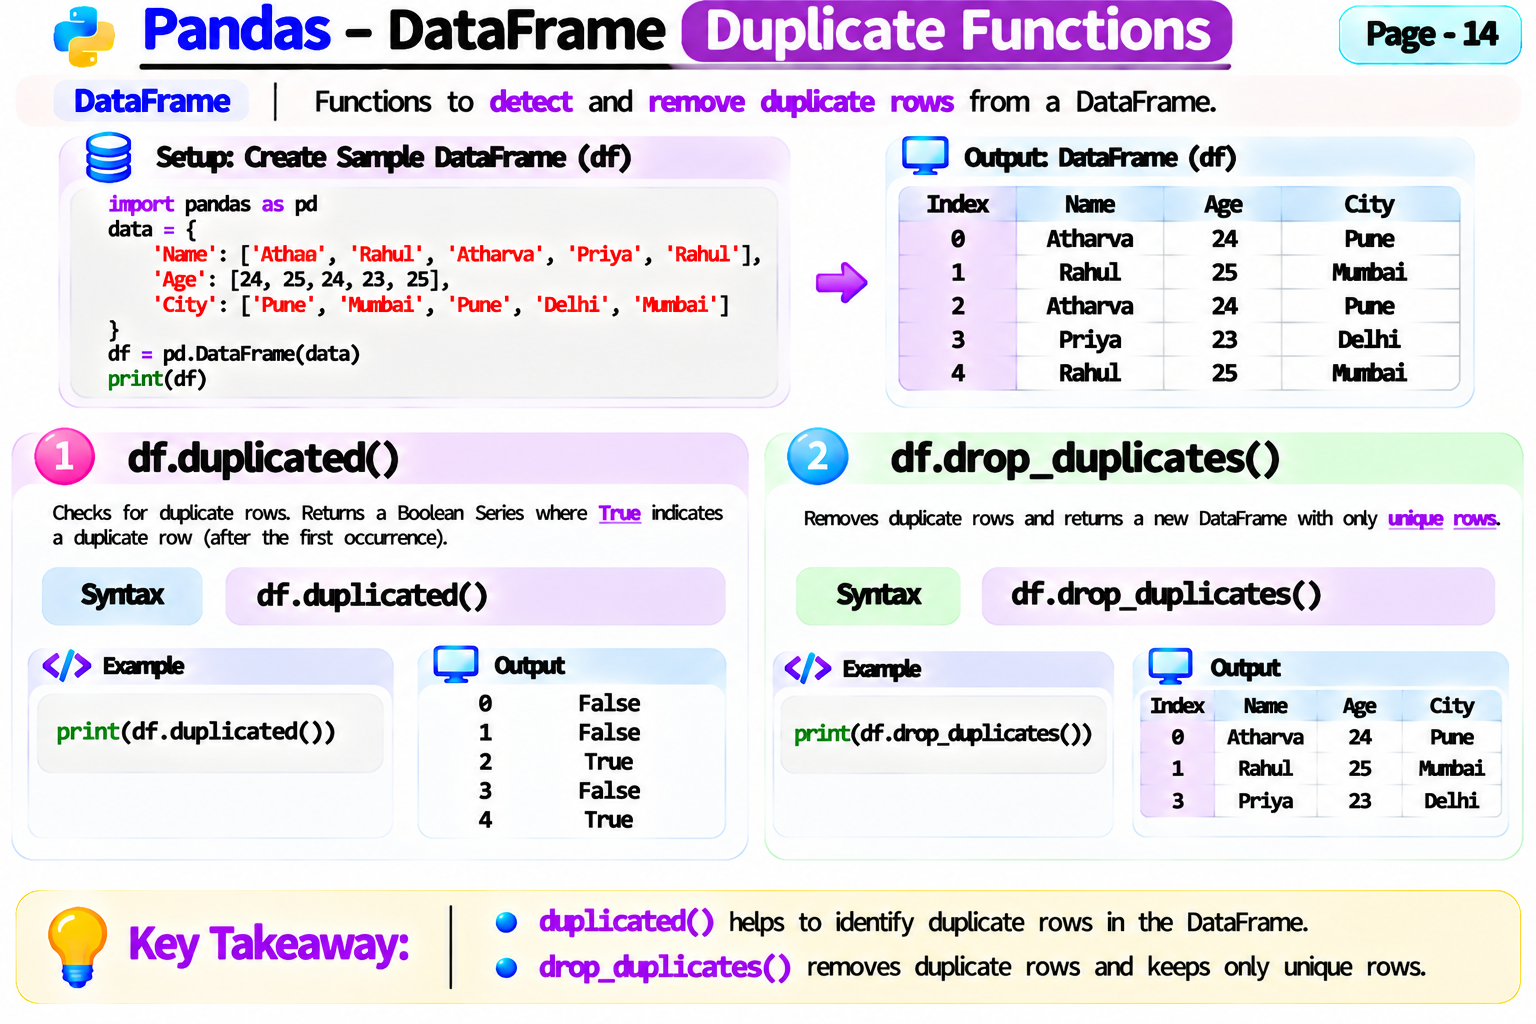 Pandas – DataFrame Duplicate Functions
Page - 14
DataFrame | Functions to detect and remove duplicate rows from a DataFrame.
Setup: Create Sample DataFrame (df)
import pandas as pd
data = {
'Name': ['Athaa', 'Rahul', 'Atharva', 'Priya', 'Rahul'],
'Age': [24, 25, 24, 23, 25],
'City': ['Pune', 'Mumbai', 'Pune', 'Delhi', 'Mumbai']
}
df = pd.DataFrame(data)
print(df)
Output: DataFrame (df)
Index Name Age City
0 Atharva 24 Pune
1 Rahul 25 Mumbai
2 Atharva 24 Pune
3 Priya 23 Delhi
4 Rahul 25 Mumbai
1 df.duplicated()
Checks for duplicate rows. Returns a Boolean Series where True indicates
a duplicate row (after the first occurrence).
Syntax df.duplicated()
Example
print(df.duplicated())
Output
0 False
1 False
2 True
3 False
4 True
2 df.drop_duplicates()
Removes duplicate rows and returns a new DataFrame with only unique rows.
Syntax df.drop_duplicates()
Example
print(df.drop_duplicates())
Output
Index Name Age City
0 Atharva 24 Pune
1 Rahul 25 Mumbai
3 Priya 23 Delhi
Key Takeaway:
duplicated() helps to identify duplicate rows in the DataFrame.
drop_duplicates() removes duplicate rows and keeps only unique rows.